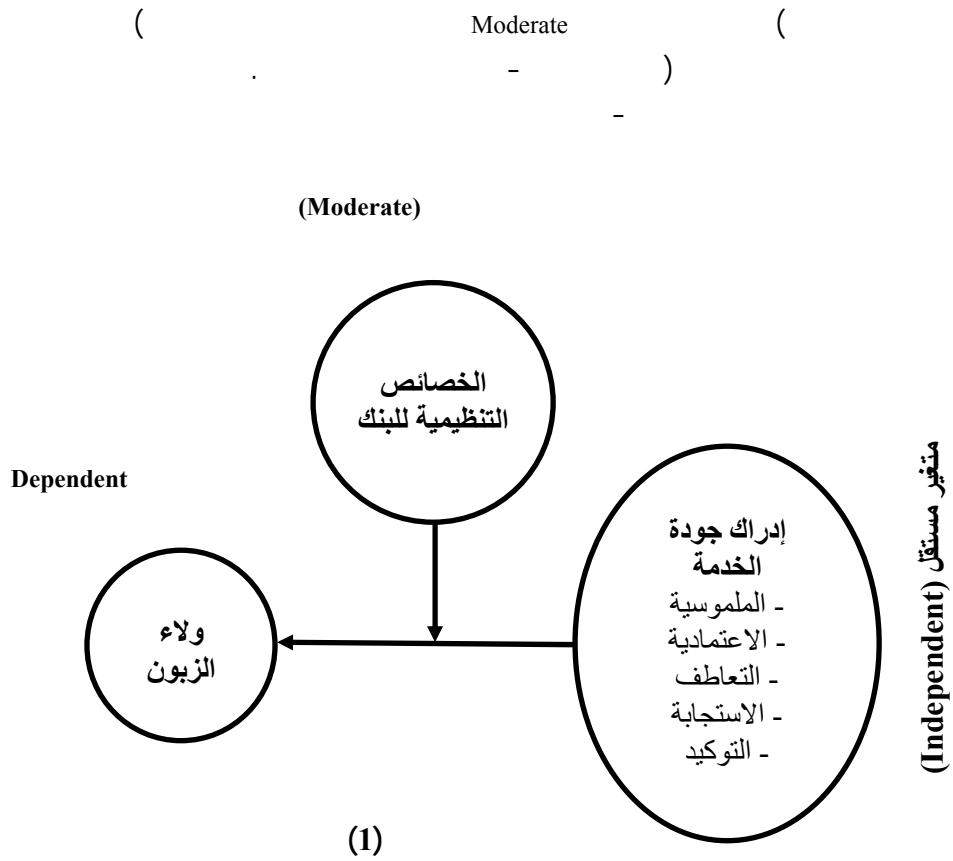 ( Moderate (
. - )
-
(Moderate)
الخصائص
التنظيمية للبنك
Dependent
متغير مستقل (Independent)
إدراك جودة
الخدمة
- الملموسية
- الاعتمادية
- التعاطف
- الاستجابة
- التوكيد
ولاء
الزبون
(1)